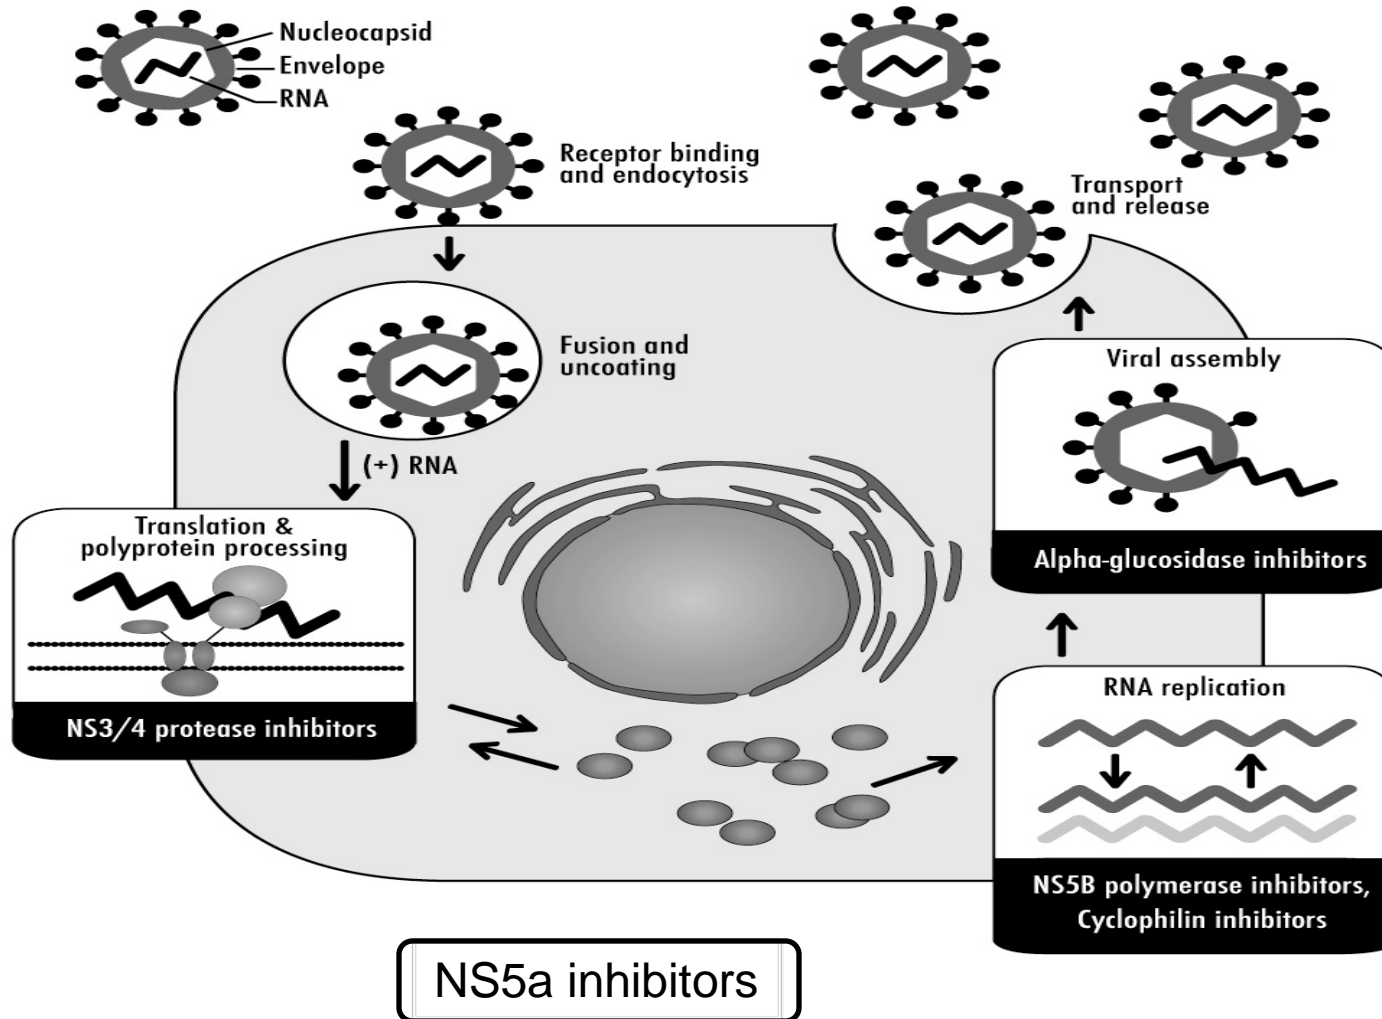 Nucleocapsid
Envelope
RNA
Receptor binding
and endocytosis
Transport
and release
Fusion and
uncoating
(+) RNA
Translation &
polyprotein processing
NS3/4 protease inhibitors
Viral assembly
Alpha-glucosidase inhibitors
RNA replication
NS5B polymerase inhibitors,
Cyclophilin inhibitors
NS5a inhibitors